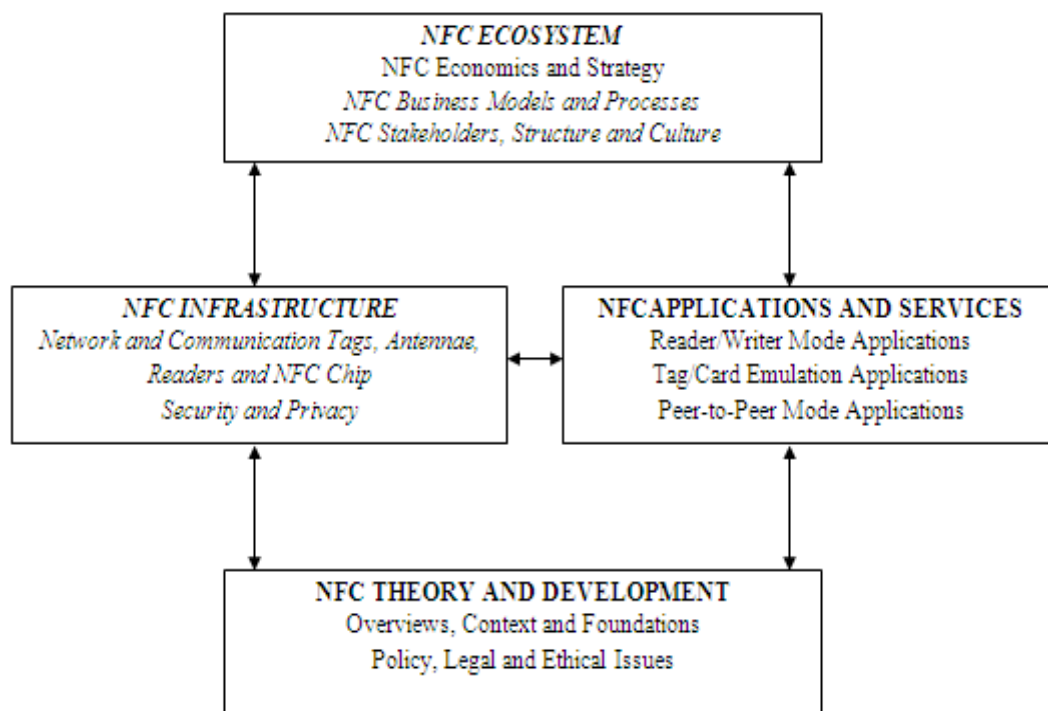 NFC ECOSYSTEM
NFC Economics and Strategy
NFC Business Models and Processes
NFC Stakeholders, Structure and Culture
NFC INFRASTRUCTURE
Network and Communication Tags, Antennae,
Readers and NFC Chip
Security and Privacy
NFCAPPLICATIONS AND SERVICES
Reader/Writer Mode Applications
Tag/Card Emulation Applications
Peer-to-Peer Mode Applications
NFC THEORY AND DEVELOPMENT
Overviews, Context and Foundations
Policy, Legal and Ethical Issues